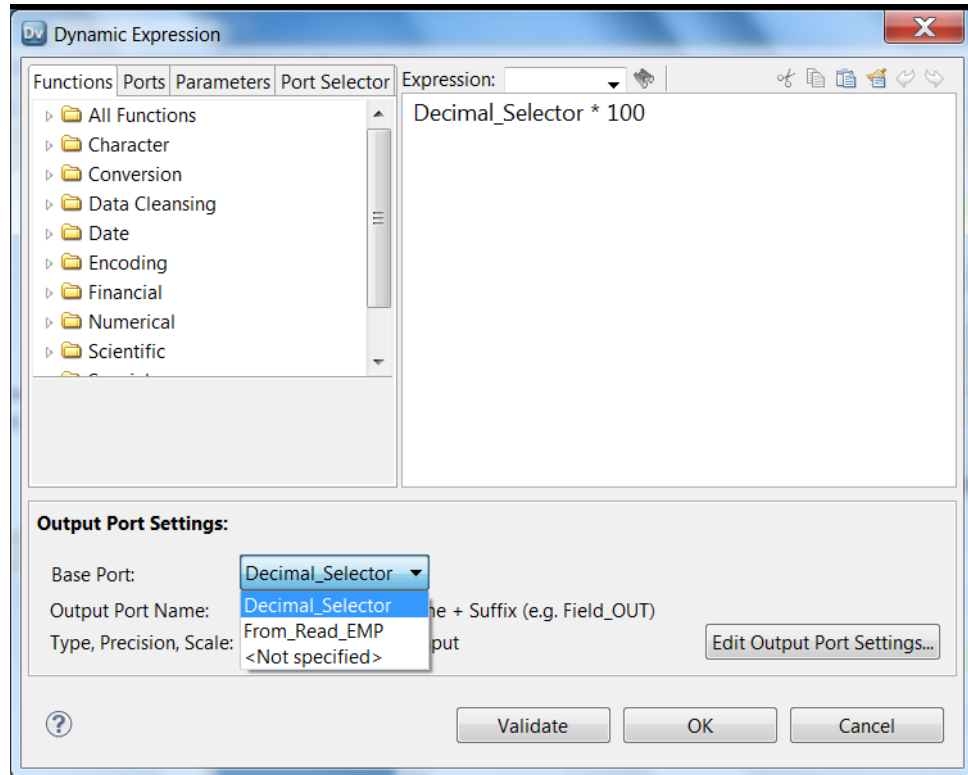 Dv Dynamic Expression
Functions Ports Parameters Port Selector
Expression:
All Functions
Character
Conversion
Data Cleansing
Date
Encoding
Financial
Numerical
Scientific
Decimal_Selector * 100
Output Port Settings:
Base Port: Decimal_Selector
Decimal_Selector
From_Read_EMP
<Not specified>
Output Port Name: + Suffix (e.g. Field_OUT)
Type, Precision, Scale:
Edit Output Port Settings...
?
Validate
OK
Cancel